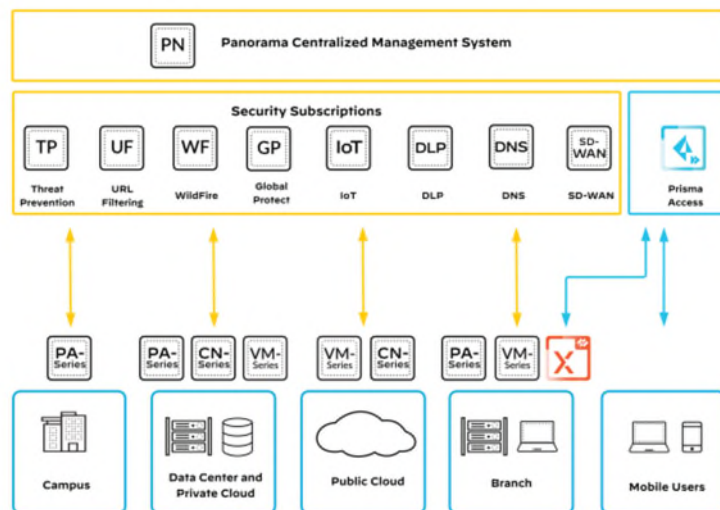 PN
Panorama Centralized Management System
Security Subscriptions
TP
UF
WF
GP
IoT
DLP
DNS
SD-
WAN
Threat
Prevention
URL
Filtering
WildFire
Global
Protect
IoT
DLP
DNS
SD-WAN
Prisma
Access
PA-
Series
PA-
Series
CN-
Series
VM-
Series
VM-
Series
CN-
Series
PA-
Series
VM-
Series
X
Campus
Data Center and
Private Cloud
Public Cloud
Branch
Mobile Users